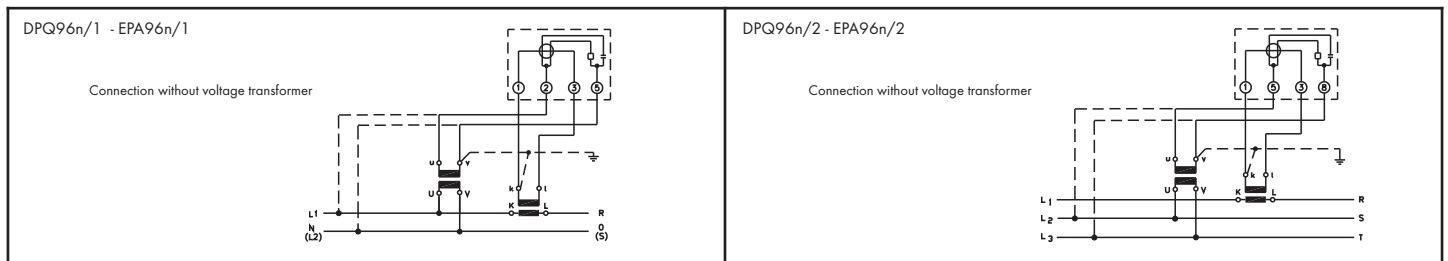 DPQ96n/1 - EPA96n/1
Connection without voltage transformer
1 2 3 5
u v
k l
U V
K L
L1 R
N 0
(L2) (S)
DPQ96n/2 - EPA96n/2
Connection without voltage transformer
1 5 3 8
u v
k l
U V
K L
L1 R
L2 S
L3 T